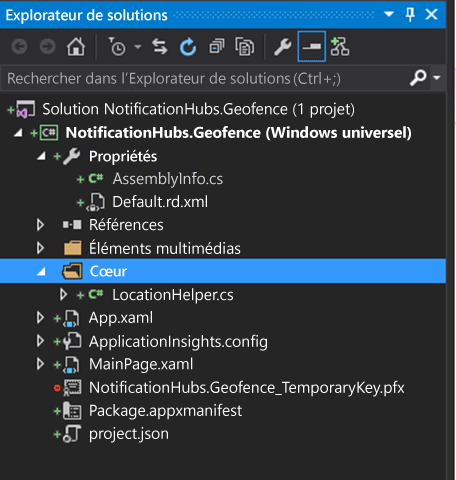 Explorateur de solutions
Rechercher dans l'Explorateur de solutions (Ctrl+;)
Solution NotificationHubs.Geofence (1 projet)
C# NotificationHubs.Geofence (Windows universel)
Propriétés
C# AssemblyInfo.cs
Default.rd.xml
Références
Éléments multimédias
Cœur
C# LocationHelper.cs
App.xaml
ApplicationInsights.config
MainPage.xaml
NotificationHubs.Geofence_TemporaryKey.pfx
Package.appxmanifest
project.json